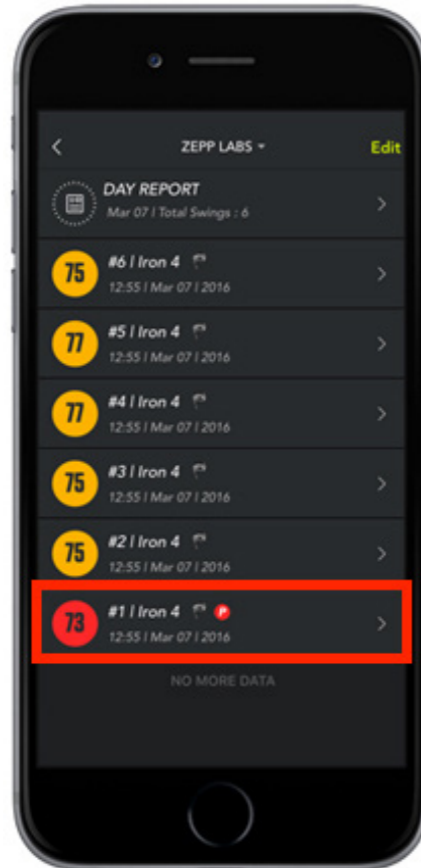 ZEPP LABS Edit
DAY REPORT
Mar 07 | Total Swings : 6
75 #6 | Iron 4
12:55 | Mar 07 | 2016
77 #5 | Iron 4
12:55 | Mar 07 | 2016
77 #4 | Iron 4
12:55 | Mar 07 | 2016
75 #3 | Iron 4
12:55 | Mar 07 | 2016
75 #2 | Iron 4
12:55 | Mar 07 | 2016
73 #1 | Iron 4 P
12:55 | Mar 07 | 2016
NO MORE DATA